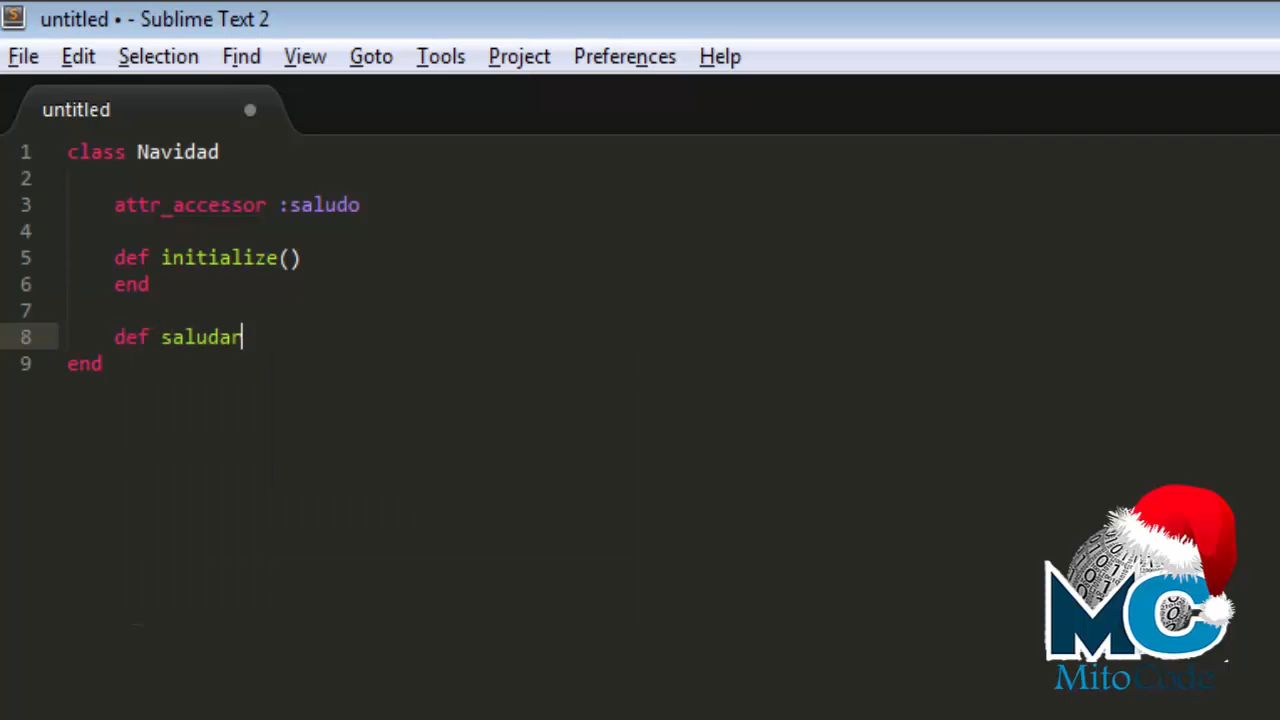 untitled • - Sublime Text 2
File Edit Selection Find View Goto Tools Project Preferences Help
untitled
1 class Navidad
2
3 attr_accessor :saludo
4
5 def initialize()
6 end
7
8 def saludar
9 end
MC
MitoCode